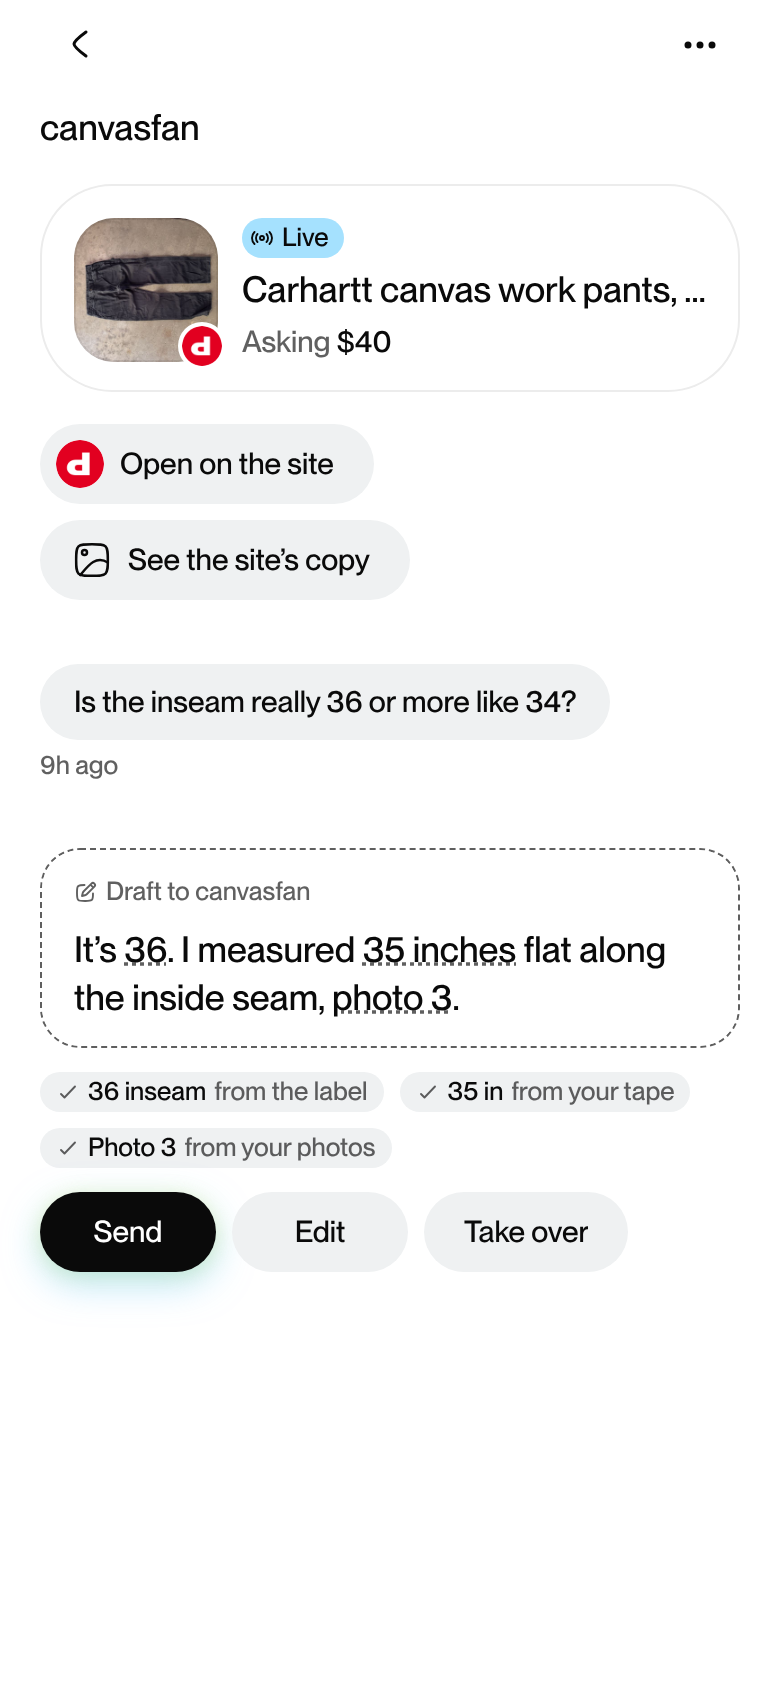 canvasfan
Live
Carhartt canvas work pants, ...
Asking $40
Open on the site
See the site’s copy
Is the inseam really 36 or more like 34?
9h ago
Draft to canvasfan
It’s 36. I measured 35 inches flat along
the inside seam, photo 3.
36 inseam from the label
35 in from your tape
Photo 3 from your photos
Send
Edit
Take over